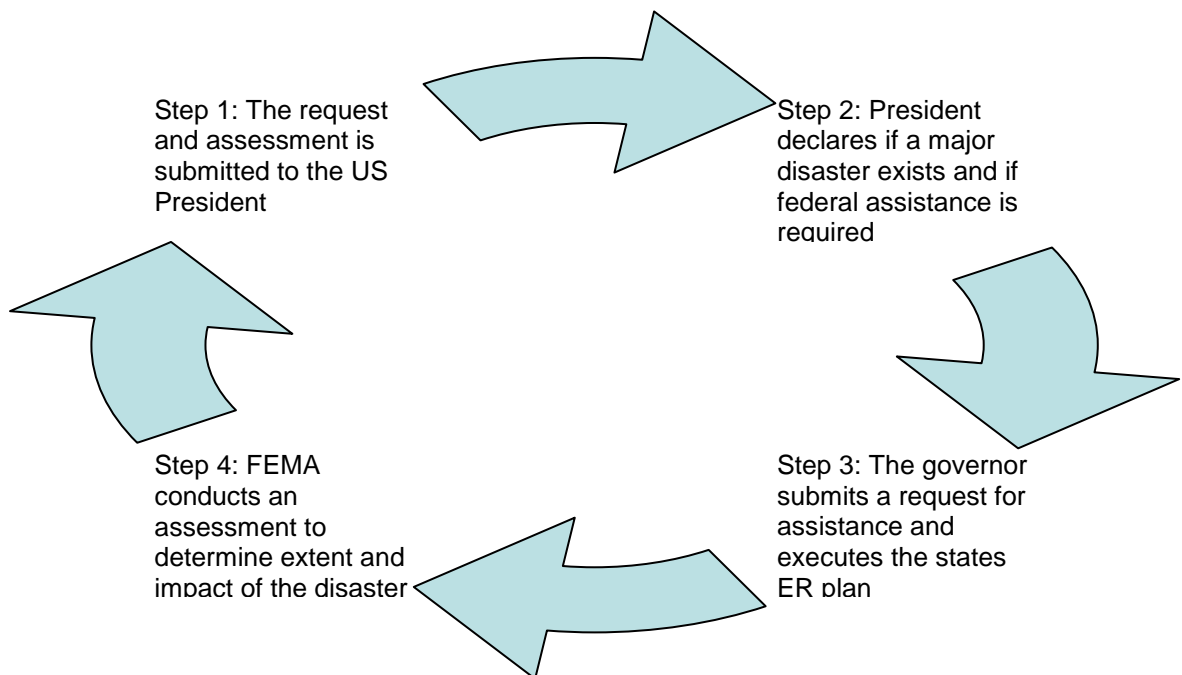 Step 1: The request
and assessment is
submitted to the US
President
Step 2: President
declares if a major
disaster exists and if
federal assistance is
required
Step 3: The governor
submits a request for
assistance and
executes the states
ER plan
Step 4: FEMA
conducts an
assessment to
determine extent and
impact of the disaster